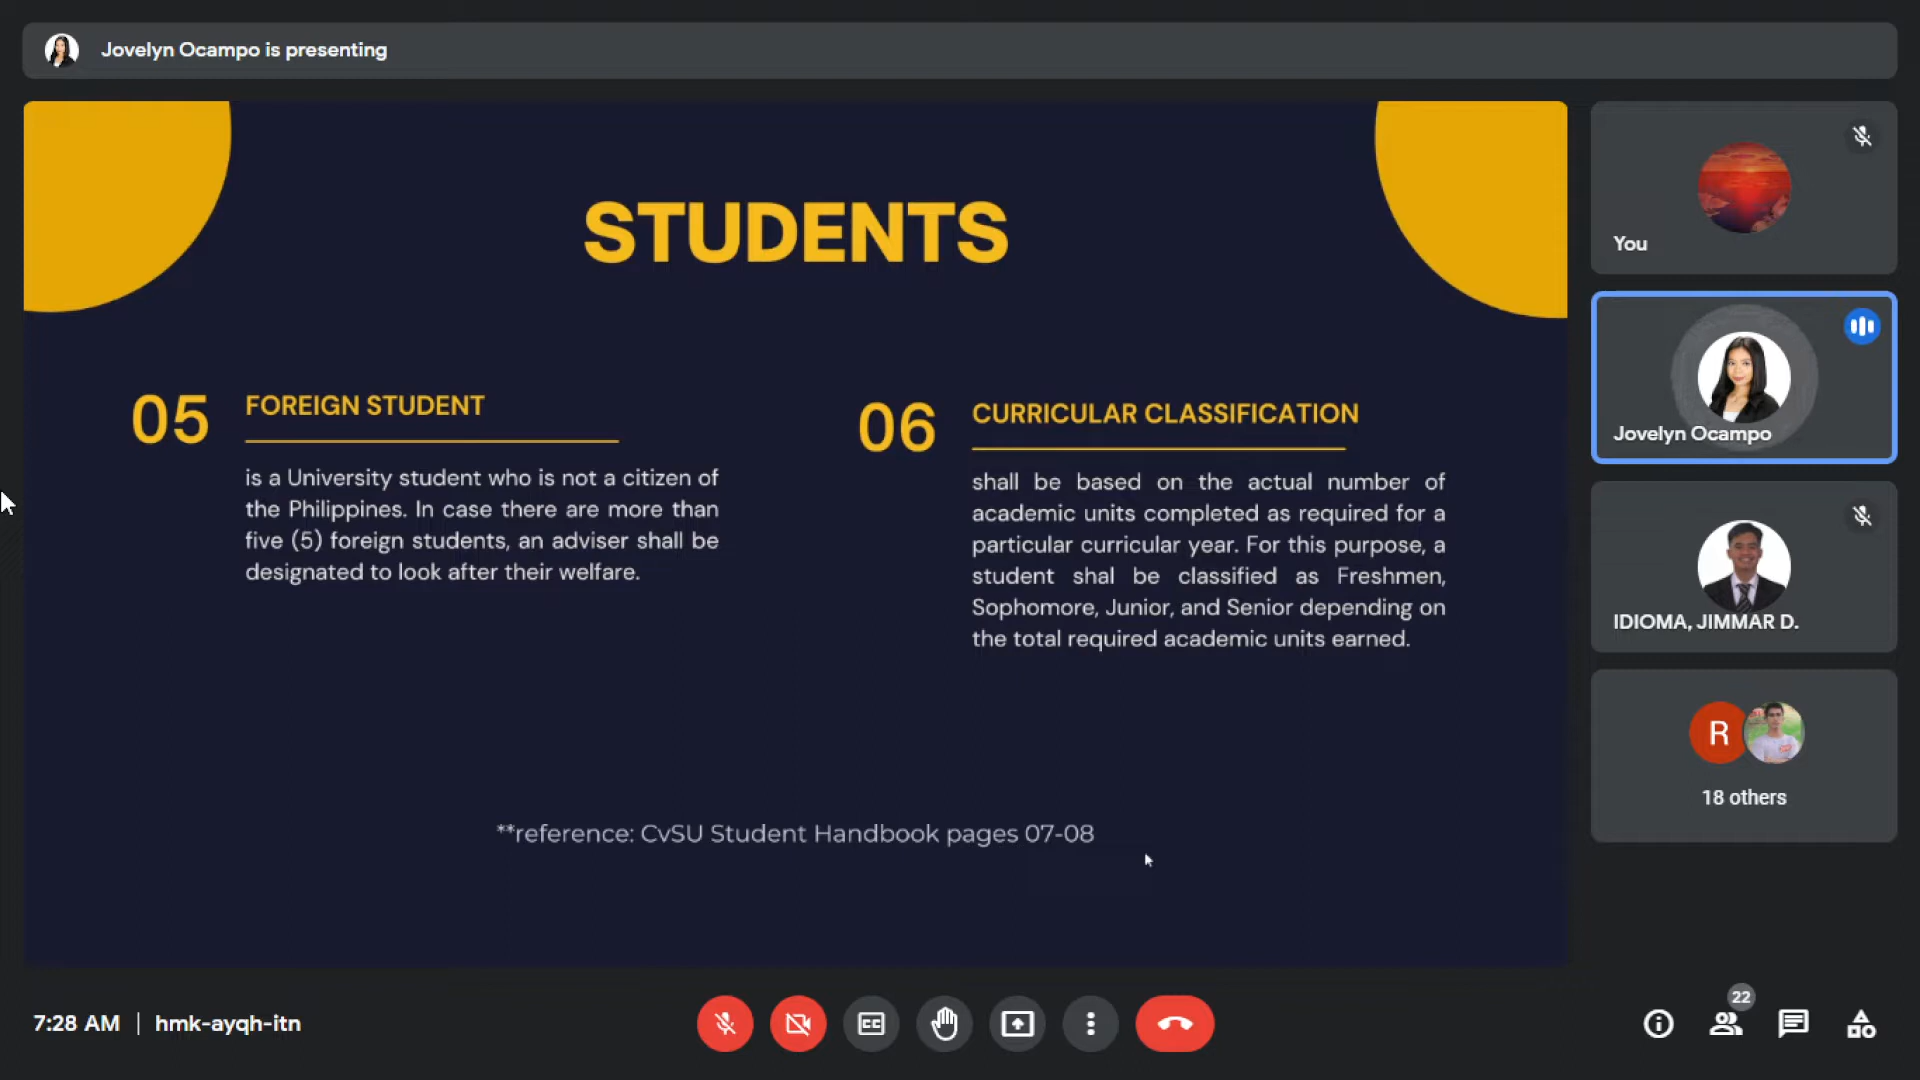 Jovelyn Ocampo is presenting
STUDENTS
05
FOREIGN STUDENT
is a University student who is not a citizen of
the Philippines. In case there are more than
five (5) foreign students, an adviser shall be
designated to look after their welfare.
06
CURRICULAR CLASSIFICATION
shall be based on the actual number of
academic units completed as required for a
particular curricular year. For this purpose, a
student shal be classified as Freshmen,
Sophomore, Junior, and Senior depending on
the total required academic units earned.
**reference: CvSU Student Handbook pages 07-08
You
Jovelyn Ocampo
IDIOMA, JIMMAR D.
R
18 others
7:28 AM | hmk-ayqh-itn
CC
22